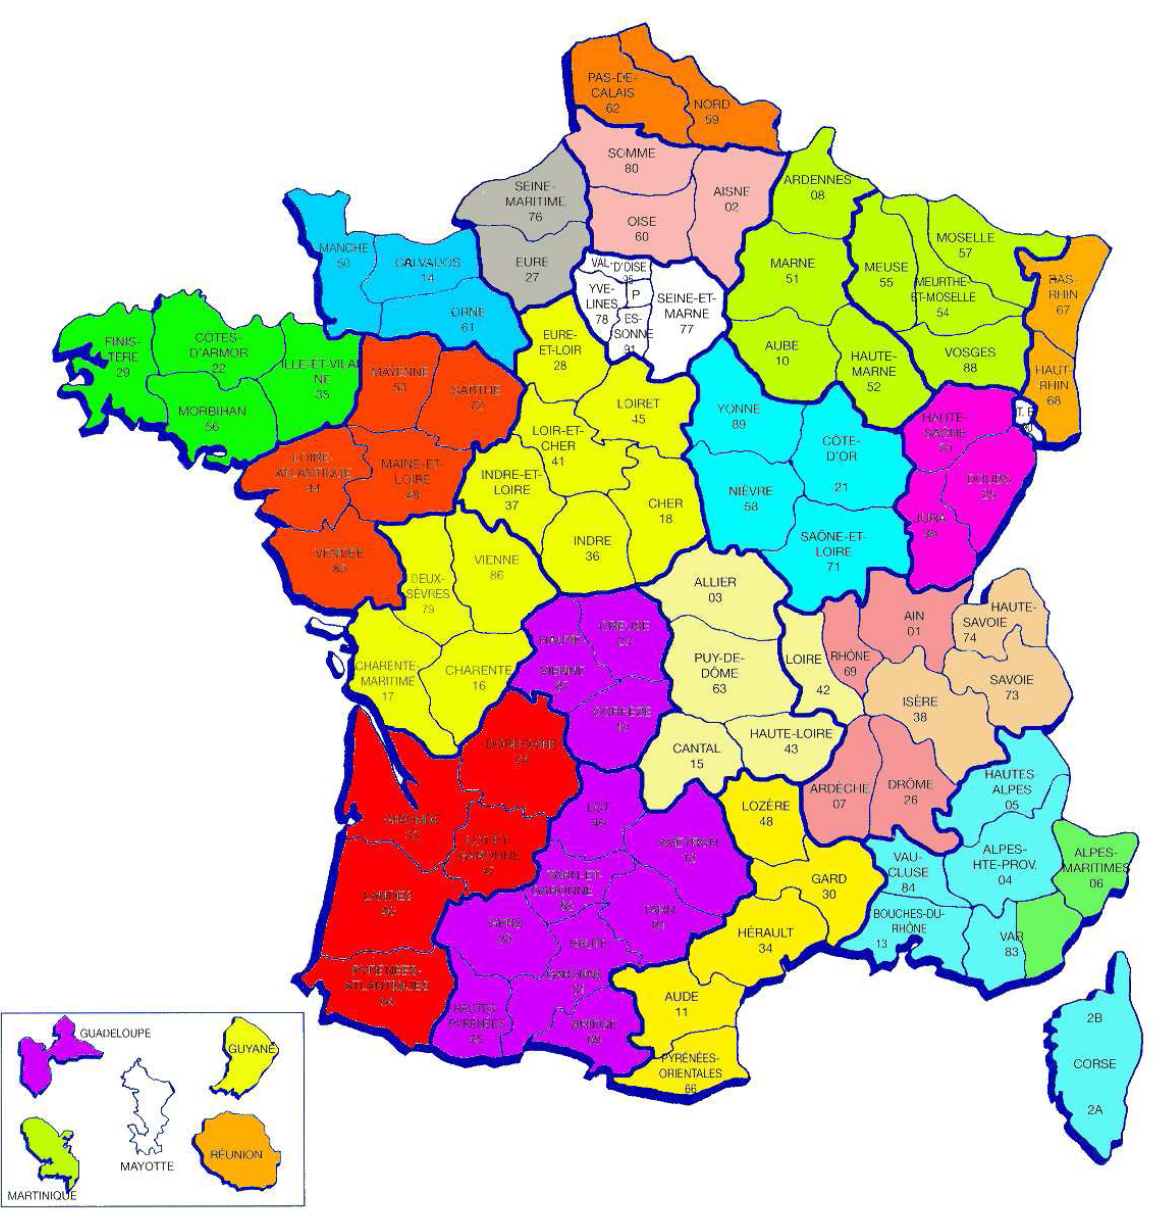 PAS-DE-
CALAIS
62
NORD
59
SOMME
80
SEINE-
MARITIME
76
OISE
60
AISNE
02
ARDENNES
08
MANCHE
50
CALVADOS
14
ORNE
61
EURE
27
VAL-D'OISE
95
YVE-
LINES
78
P
ES-
SONNE
91
SEINE-ET-
MARNE
77
MARNE
51
MEUSE
55
MOSELLE
57
MEURTHE-
ET-MOSELLE
54
BAS-
RHIN
67
HAUT-
RHIN
68
VOSGES
88
AUBE
10
HAUTE-
MARNE
52
FINIS-
TÈRE
29
COTES-
D'ARMOR
22
ILLE-ET-VILAI
NE
35
MORBIHAN
56
MAYENNE
53
SARTHE
72
EURE-
ET-LOIR
28
LOIRET
45
LOIR-ET-
CHER
41
YONNE
89
CÔTE-
D'OR
21
HAUTE-
SAÔNE
70
T. B
DOUBS
25
JURA
39
LOIRE-
ATLANTIQUE
44
MAINE-ET-
LOIRE
49
INDRE-ET-
LOIRE
37
CHER
18
NIÈVRE
58
INDRE
36
SAÔNE-ET-
LOIRE
71
VENDÉE
85
DEUX-
SÈVRES
79
VIENNE
86
ALLIER
03
CHARENTE-
MARITIME
17
CHARENTE
16
HAUTE-
VIENNE
87
CREUSE
23
CORRÈZE
19
PUY-DE-
DÔME
63
LOIRE
42
RHÔNE
69
AIN
01
HAUTE-
SAVOIE
74
SAVOIE
73
ISÈRE
38
CANTAL
15
HAUTE-LOIRE
43
ARDÈCHE
07
DRÔME
26
HAUTES
ALPES
05
DORDOGNE
24
GIRONDE
33
LOT-ET-
GARONNE
47
LOT
46
AVEYRON
12
LOZÈRE
48
GARD
30
VAU-
CLUSE
84
ALPES-
HTE-PROV.
04
ALPES-
MARITIMES
06
LANDES
40
TARN-ET-
GARONNE
82
GERS
32
TARN
81
HAUTE
GARONNE
31
HÉRAULT
34
BOUCHES-DU-
RHÔNE
13
VAR
83
PYRÉNÉES-
ATLANTIQUES
64
HAUTES
PYRÉNÉES
65
ARIÈGE
09
AUDE
11
PYRÉNÉES-
ORIENTALES
66
2B
CORSE
2A
GUADELOUPE
GUYANE
MAYOTTE
RÉUNION
MARTINIQUE